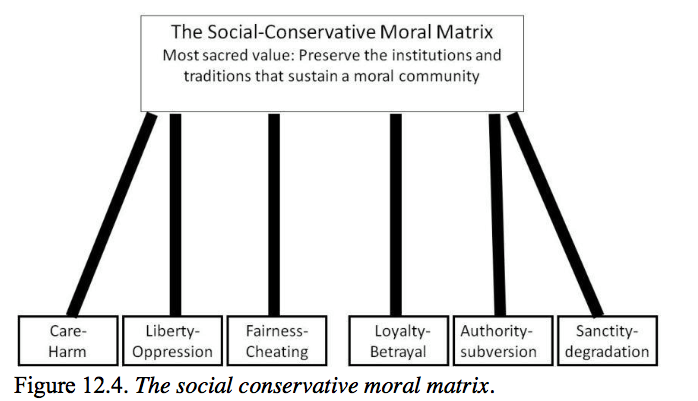 The Social-Conservative Moral Matrix
Most sacred value: Preserve the institutions and
traditions that sustain a moral community
Care-
Harm
Liberty-
Oppression
Fairness-
Cheating
Loyalty-
Betrayal
Authority-
subversion
Sanctity-
degradation
Figure 12.4. The social conservative moral matrix.